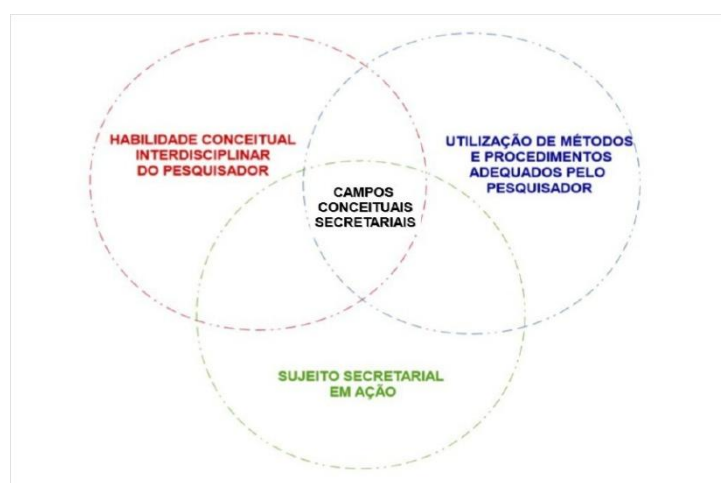 HABILIDADE CONCEITUAL
INTERDISCIPLINAR
DO PESQUISADOR
UTILIZAÇÃO DE MÉTODOS
E PROCEDIMENTOS
ADEQUADOS PELO
PESQUISADOR
CAMPOS
CONCEITUAIS
SECRETARIAIS
SUJEITO SECRETARIAL
EM AÇÃO